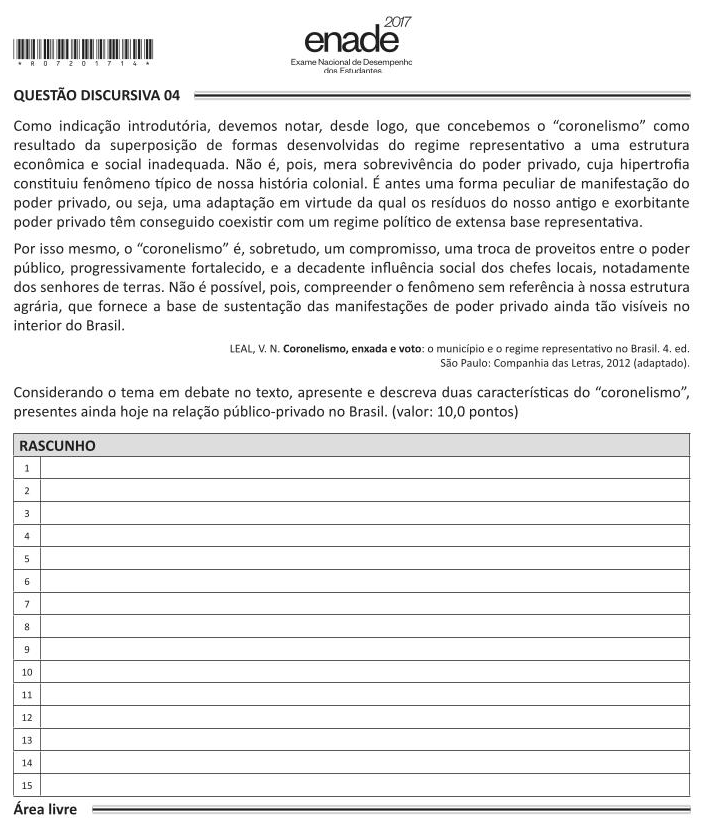 2017
enade
Exame Nacional de Desempenho
dos Estudantes
*R0720171 4*
QUESTÃO DISCURSIVA 04
Como indicação introdutória, devemos notar, desde logo, que concebemos o “coronelismo” como
resultado da superposição de formas desenvolvidas do regime representativo a uma estrutura
econômica e social inadequada. Não é, pois, mera sobrevivência do poder privado, cuja hipertrofia
constituiu fenômeno típico de nossa história colonial. É antes uma forma peculiar de manifestação do
poder privado, ou seja, uma adaptação em virtude da qual os resíduos do nosso antigo e exorbitante
poder privado têm conseguido coexistir com um regime político de extensa base representativa.
Por isso mesmo, o “coronelismo” é, sobretudo, um compromisso, uma troca de proveitos entre o poder
público, progressivamente fortalecido, e a decadente influência social dos chefes locais, notadamente
dos senhores de terras. Não é possível, pois, compreender o fenômeno sem referência à nossa estrutura
agrária, que fornece a base de sustentação das manifestações de poder privado ainda tão visíveis no
interior do Brasil.
LEAL, V. N. Coronelismo, enxada e voto: o município e o regime representativo no Brasil. 4. ed.
São Paulo: Companhia das Letras, 2012 (adaptado).
Considerando o tema em debate no texto, apresente e descreva duas características do “coronelismo”,
presentes ainda hoje na relação público-privado no Brasil. (valor: 10,0 pontos)
RASCUNHO
1
2
3
4
5
6
7
8
9
10
11
12
13
14
15
Área livre